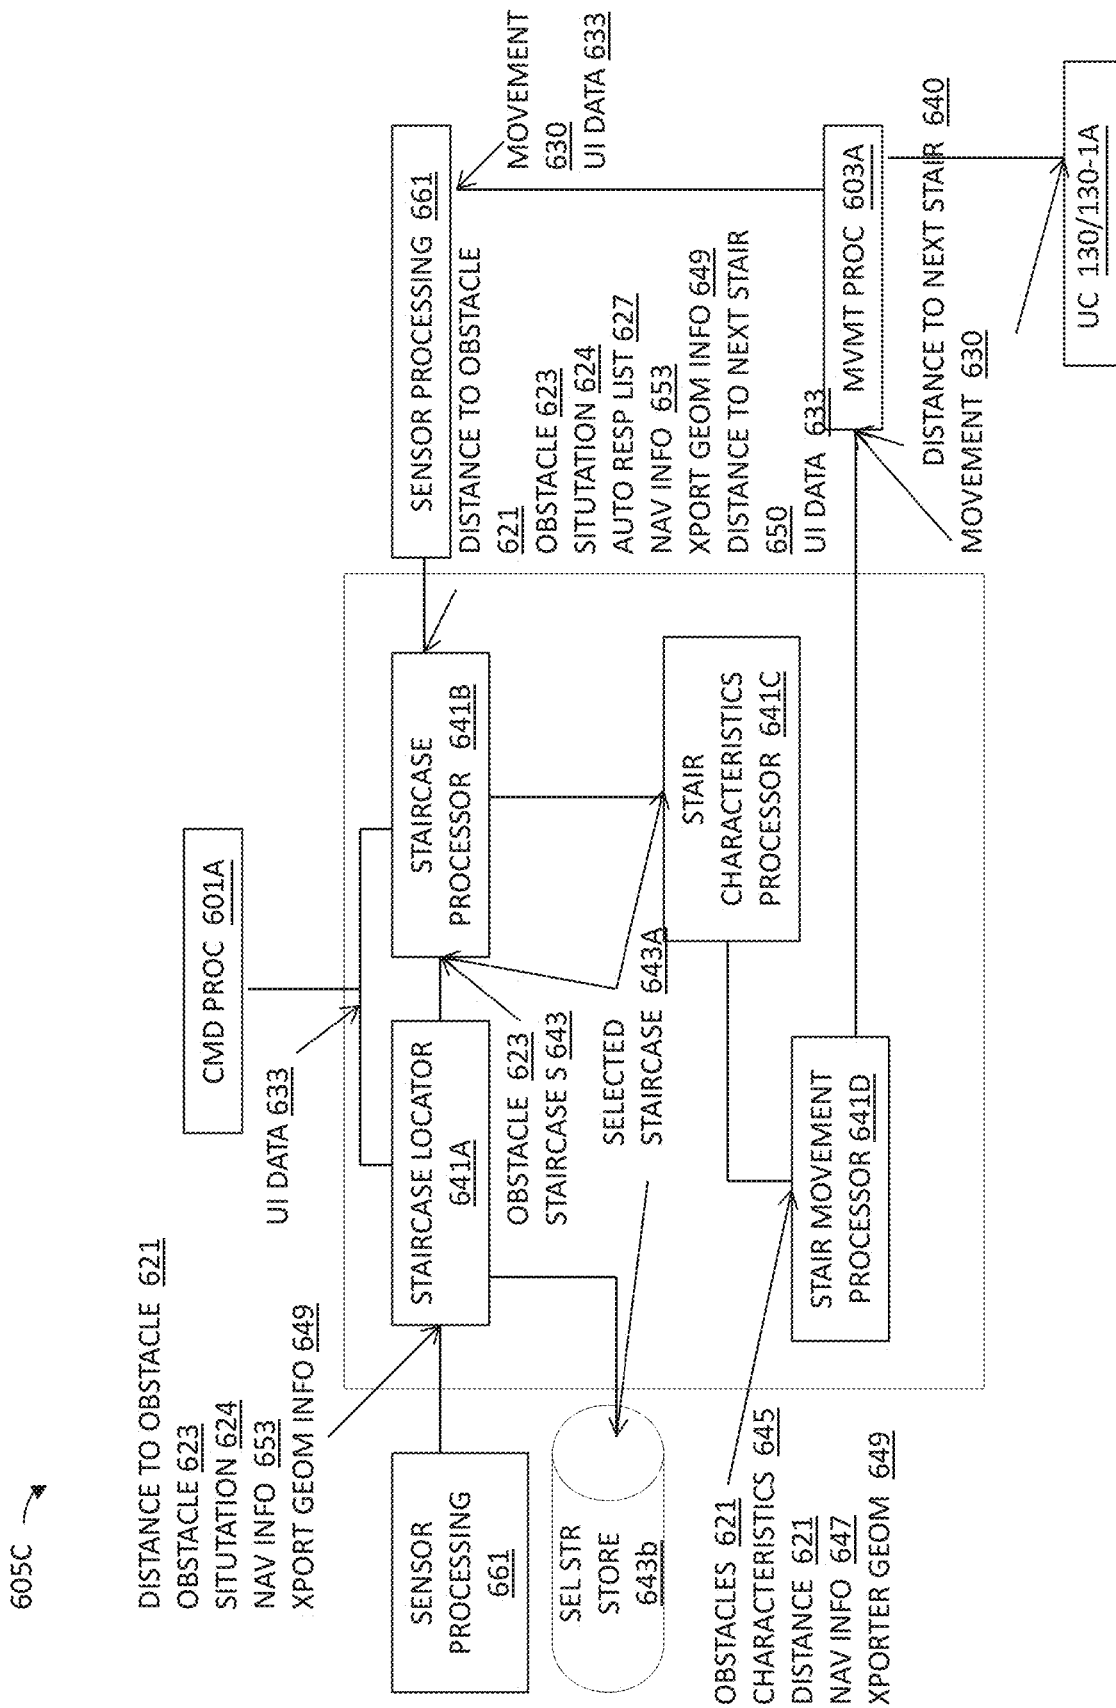 605C
DISTANCE TO OBSTACLE 621
OBSTACLE 623
SITUTATION 624
NAV INFO 653
XPORT GEOM INFO 649
UI DATA 633
CMD PROC 601A
SENSOR
PROCESSING
661
STAIRCASE LOCATOR
641A
STAIRCASE
PROCESSOR 641B
SENSOR PROCESSING 661
MOVEMENT
630
UI DATA 633
DISTANCE TO OBSTACLE
621
OBSTACLE 623
SITUTATION 624
AUTO RESP LIST 627
NAV INFO 653
XPORT GEOM INFO 649
DISTANCE TO NEXT STAIR
650
UI DATA 633
OBSTACLE 623
STAIRCASE S 643
SEL STR
STORE
643b
SELECTED
STAIRCASE 643A
STAIR
CHARACTERISTICS
PROCESSOR 641C
OBSTACLES 621
CHARACTERISTICS 645
DISTANCE 621
NAV INFO 647
XPORTER GEOM 649
STAIR MOVEMENT
PROCESSOR 641D
MVMT PROC 603A
DISTANCE TO NEXT STAIR 640
MOVEMENT 630
UC 130/130-1A